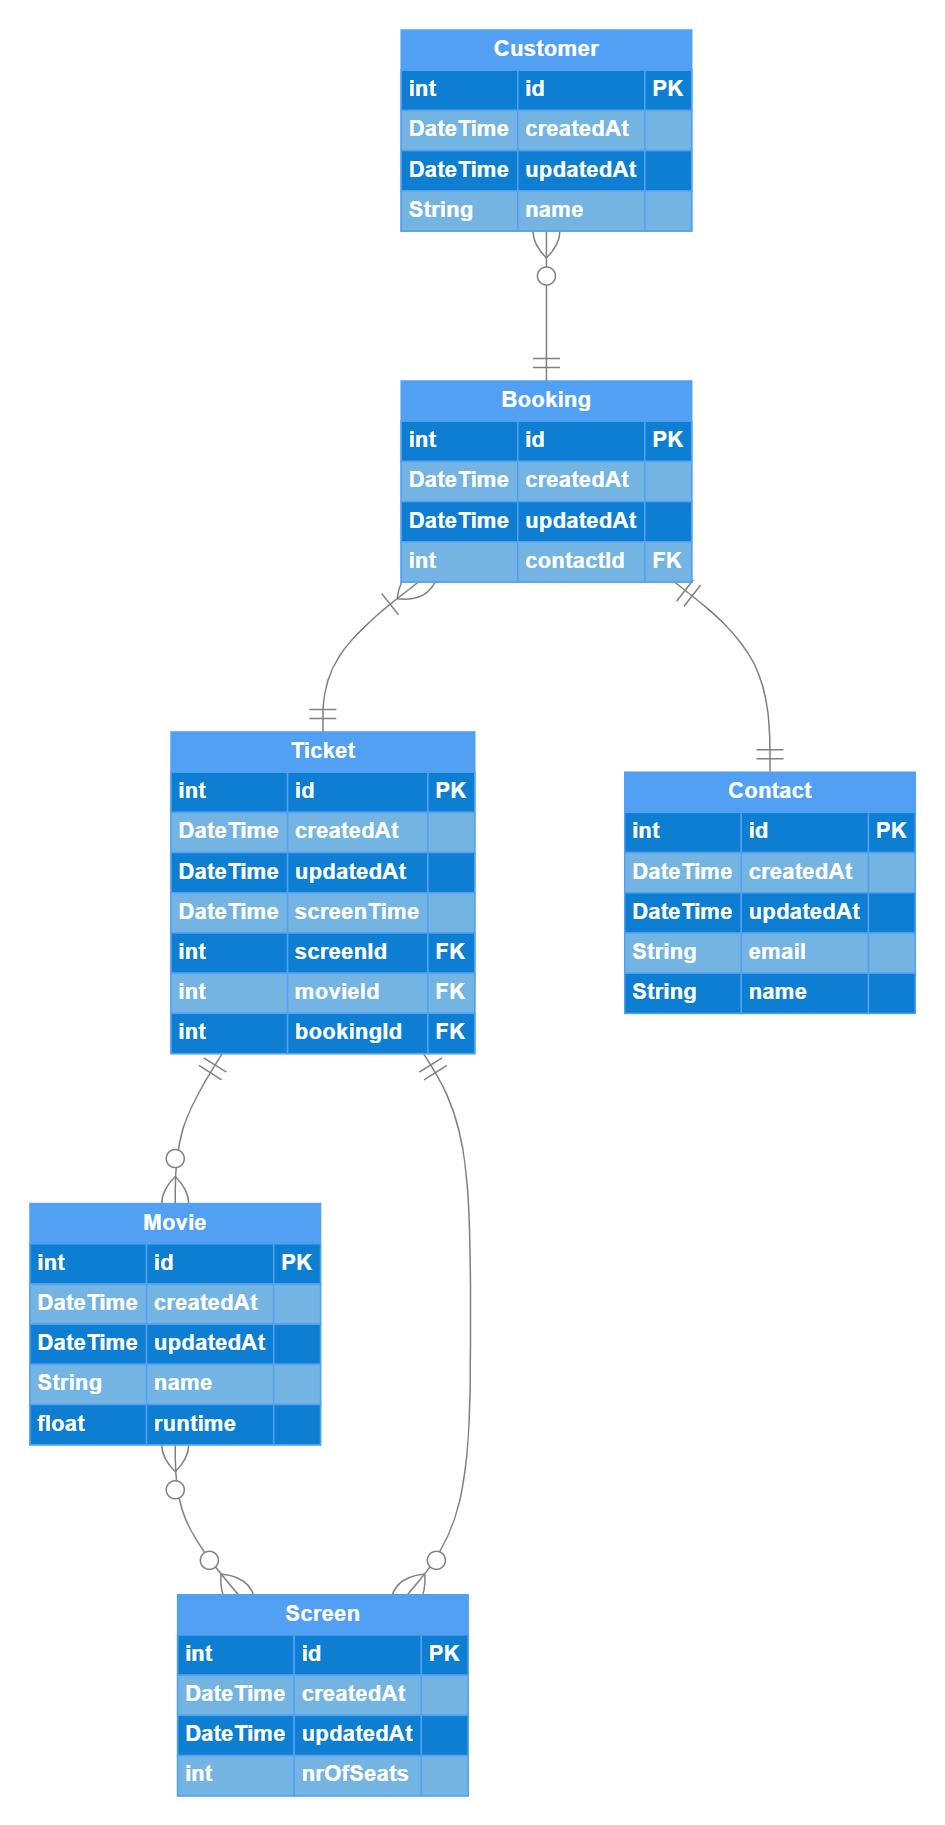 Customer
int id PK
DateTime createdAt
DateTime updatedAt
String name
Booking
int id PK
DateTime createdAt
DateTime updatedAt
int contactId FK
Ticket
int id PK
DateTime createdAt
DateTime updatedAt
DateTime screenTime
int screenId FK
int movieId FK
int bookingId FK
Contact
int id PK
DateTime createdAt
DateTime updatedAt
String email
String name
Movie
int id PK
DateTime createdAt
DateTime updatedAt
String name
float runtime
Screen
int id PK
DateTime createdAt
DateTime updatedAt
int nrOfSeats